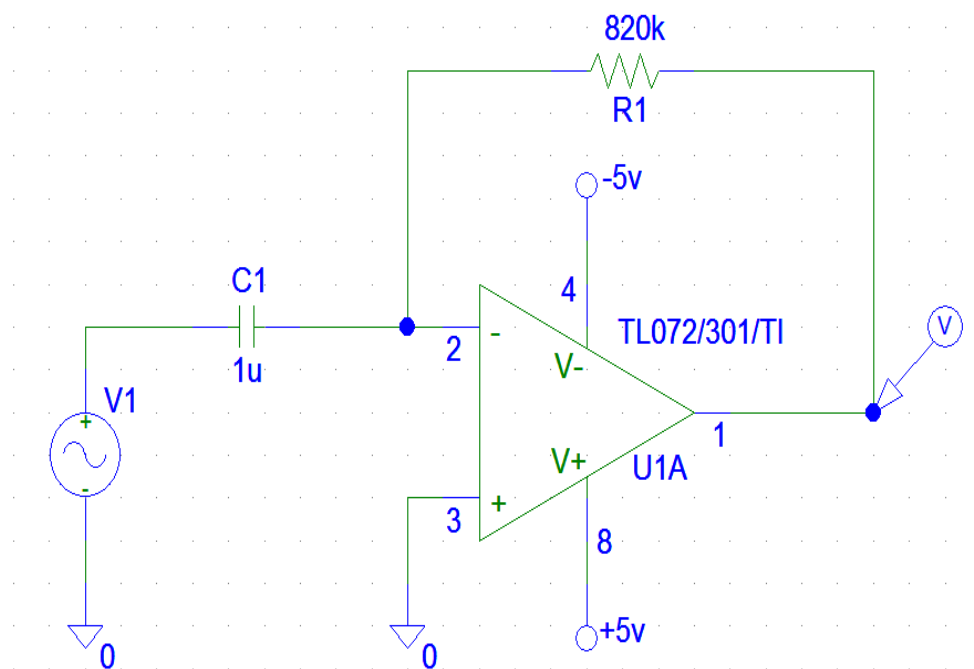 820k
R1
-5v
C1
4
TL072/301/TI
V
2
-
V-
1u
V1
+
1
V+
U1A
-
3
+
8
+5v
0
0